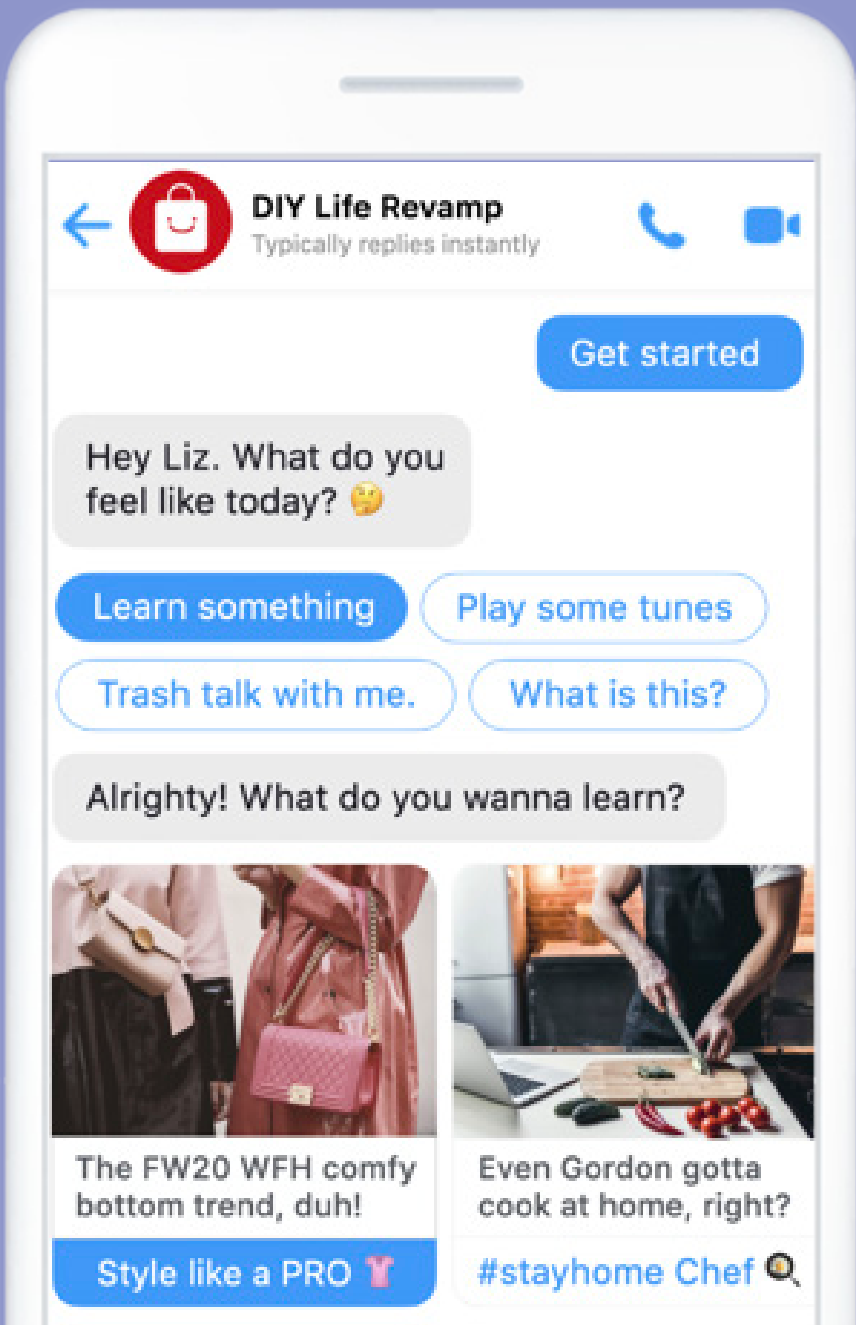 DIY Life Revamp
Typically replies instantly
Get started
Hey Liz. What do you
feel like today? 🤔
Learn something
Play some tunes
Trash talk with me.
What is this?
Alrighty! What do you wanna learn?
The FW20 WFH comfy
bottom trend, duh!
Style like a PRO 👚
Even Gordon gotta
cook at home, right?
#stayhome Chef 🍳